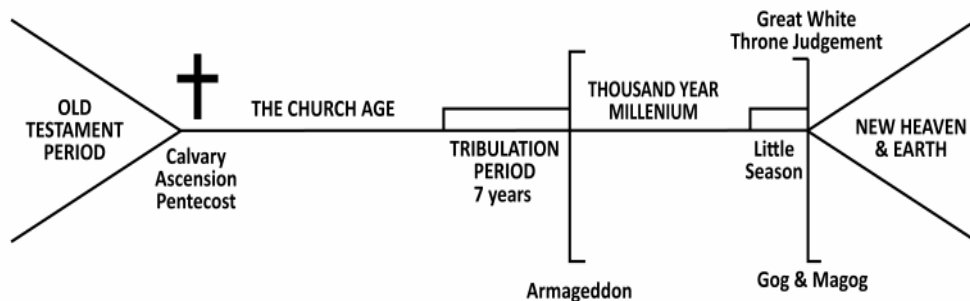 OLD
TESTAMENT
PERIOD
Calvary
Ascension
Pentecost
THE CHURCH AGE
TRIBULATION
PERIOD
7 years
Armageddon
THOUSAND YEAR
MILLENIUM
Little
Season
Great White
Throne Judgement
Gog & Magog
NEW HEAVEN
& EARTH